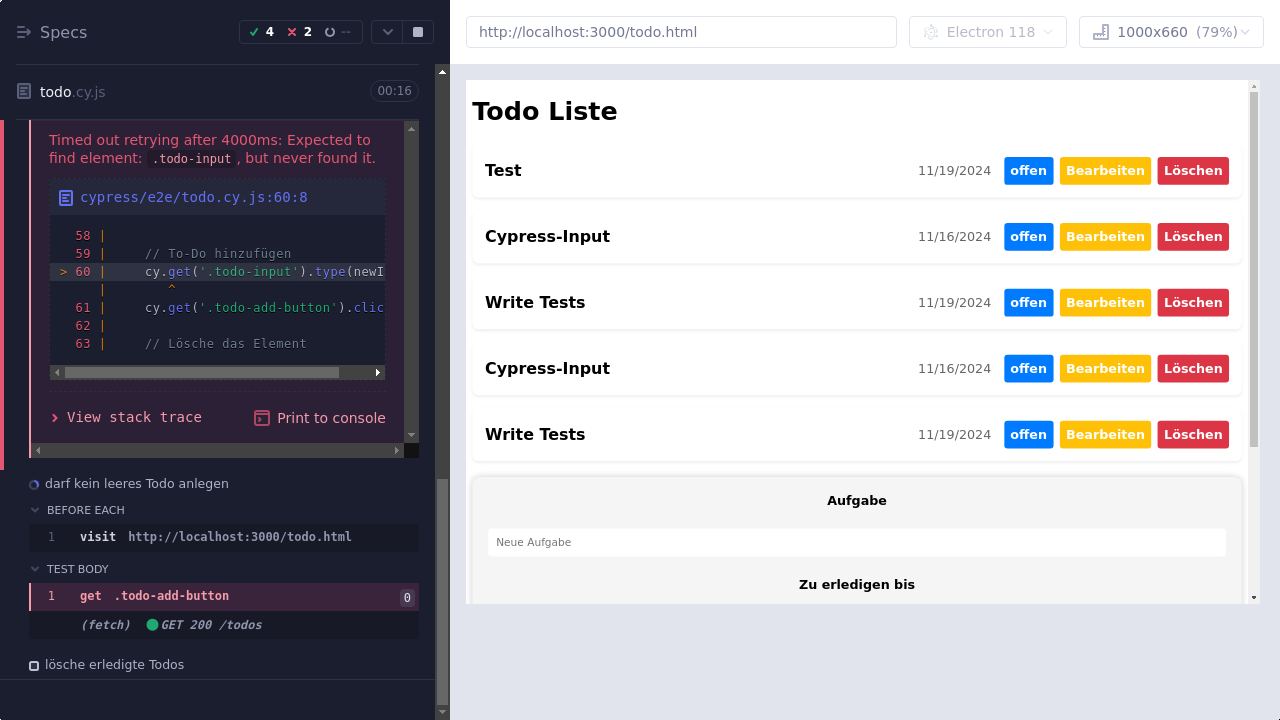 Specs
4
2
--
http://localhost:3000/todo.html
Electron 118
1000x660 (79%)
todo.cy.js
00:16
Timed out retrying after 4000ms: Expected to
find element: .todo-input, but never found it.
cypress/e2e/todo.cy.js:60:8
58 |
59 | // To-Do hinzufügen
> 60 | cy.get('.todo-input').type(newI
| ^
61 | cy.get('.todo-add-button').clic
62 |
63 | // Lösche das Element
View stack trace
Print to console
darf kein leeres Todo anlegen
BEFORE EACH
1 visit http://localhost:3000/todo.html
TEST BODY
1 get .todo-add-button 0
(fetch) GET 200 /todos
lösche erledigte Todos
Todo Liste
Test 11/19/2024 offen Bearbeiten Löschen
Cypress-Input 11/16/2024 offen Bearbeiten Löschen
Write Tests 11/19/2024 offen Bearbeiten Löschen
Cypress-Input 11/16/2024 offen Bearbeiten Löschen
Write Tests 11/19/2024 offen Bearbeiten Löschen
Aufgabe
Neue Aufgabe
Zu erledigen bis